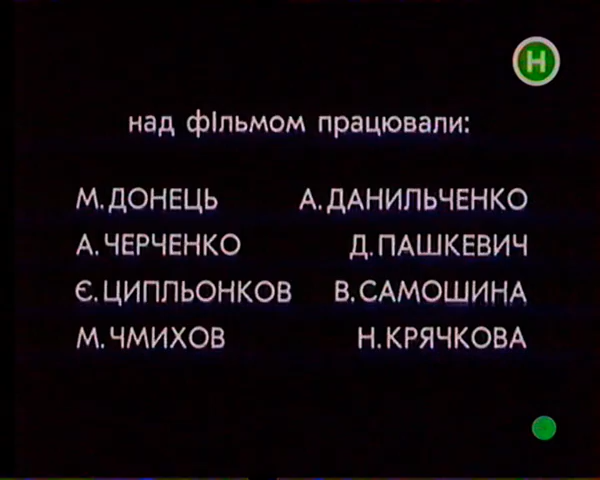 Н
над фільмом працювали:
М. ДОНЕЦЬ А. ДАНИЛЬЧЕНКО
А. ЧЕРЧЕНКО Д. ПАШКЕВИЧ
Є. ЦИПЛЬОНКОВ В. САМОШИНА
М. ЧМИХОВ Н. КРЯЧКОВА